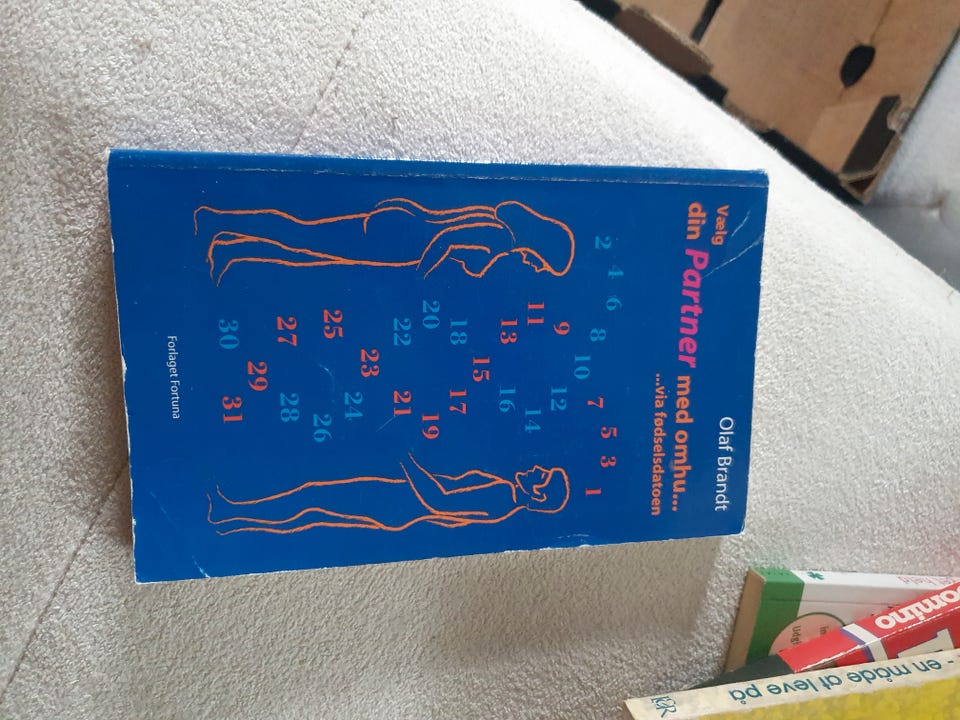 Olaf Brandt
Vælg
din Partner med omhu...
...via fødselsdatoen
2 4 6 8 7 5 3 1
10
9 12
11 14
13 16
15
18 17
20 19
22 21
23
24
25
26
27 28
29
30 31
Forlaget Fortuna
held
omino
- en måde at leve på